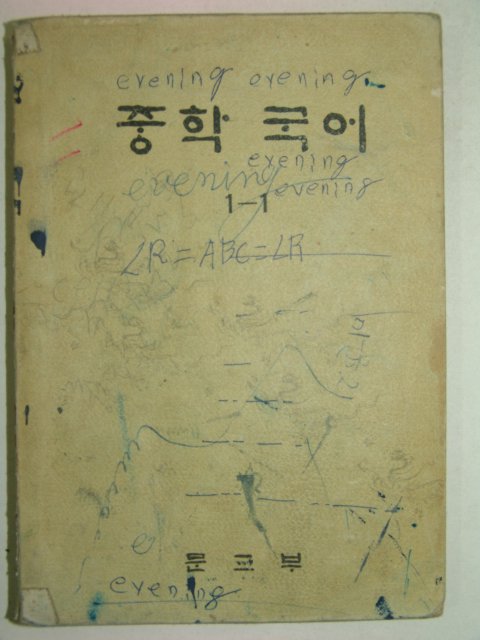 evening evening
중학 국어
evening
evening evening
1-1
∠R=ABC=∠R
문교부
evening